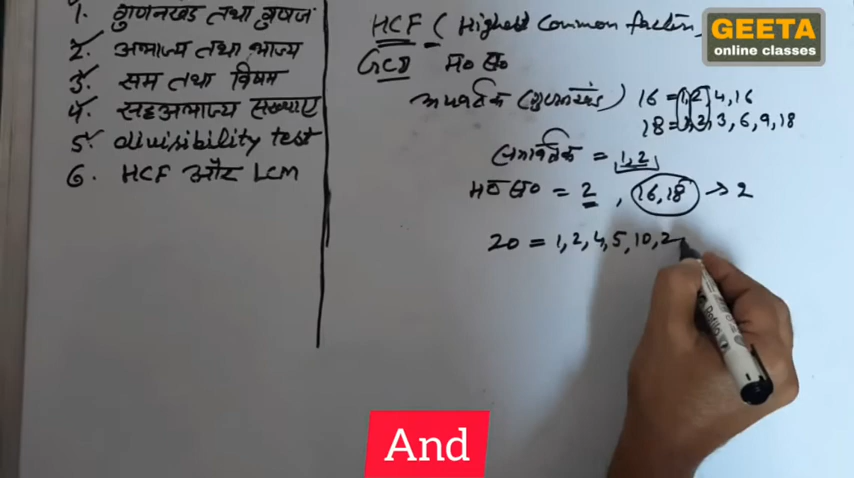 1. गुणनखंड तथा गुणज
2. अभाज्य तथा भाज्य
3. सम तथा विषम
4. सहअभाज्य संख्याए
5. divisibility test
6. HCF और LCM
HCF ( Highest Common factor,
GCD म० स०
अपवर्तक (गुणनखंड) 16 = 1, 2, 4, 16
18 = 1, 2, 3, 6, 9, 18
समापवर्तक = 1, 2
म० स० = 2 , 16, 18 → 2
20 = 1, 2, 4, 5, 10, 2
GEETA
online classes
And